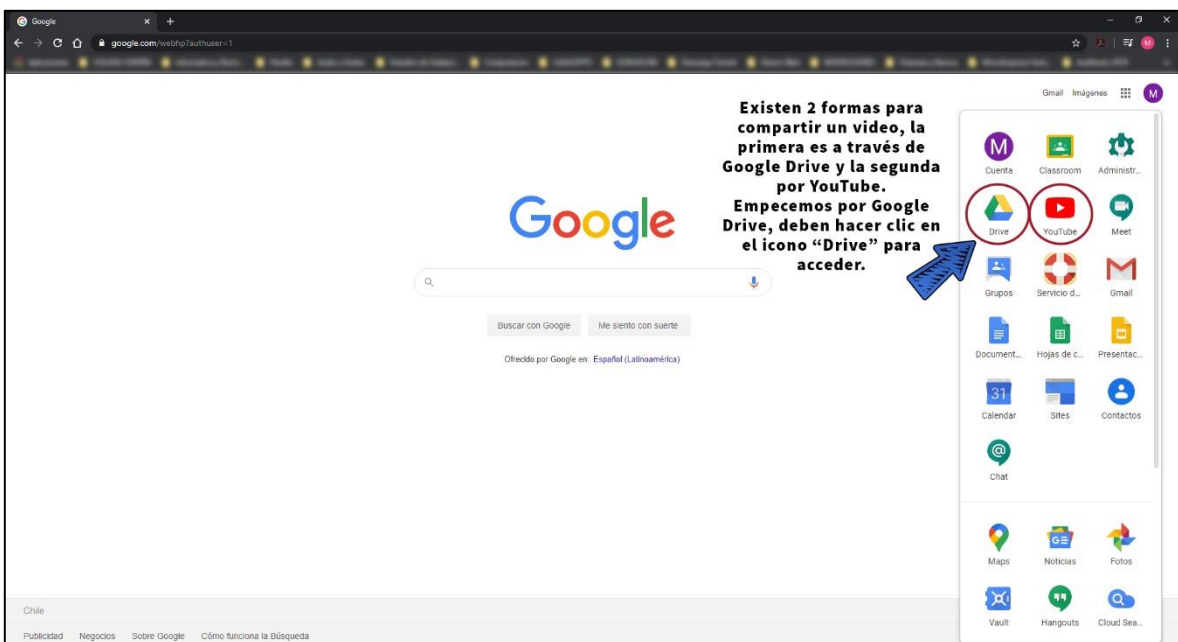 Google
google.com/webhp?authuser=1
Gmail Imágenes M
Existen 2 formas para
compartir un video, la
primera es a través de
Google Drive y la segunda
por YouTube.
Empecemos por Google
Drive, deben hacer clic en
el icono “Drive” para
acceder.
Google
Buscar con Google Me siento con suerte
Ofrecido por Google en: Español (Latinoamérica)
M
Cuenta Classroom Administr...
Drive YouTube Meet
Grupos Servicio d... Gmail
Document... Hojas de c... Presentac...
31
Calendar Sites Contactos
Chat
Maps Noticias Fotos
Vault Hangouts Cloud Sea...
Chile
Publicidad Negocios Sobre Google Cómo funciona la Búsqueda